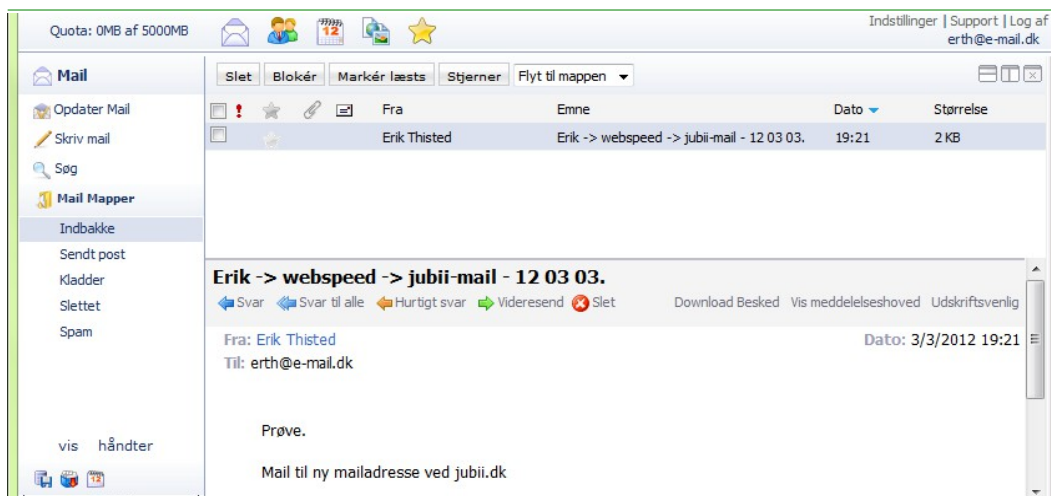 Quota: 0MB af 5000MB
12
Indstillinger | Support | Log af
erth@e-mail.dk
Mail
Slet Blokér Markér læsts Stjerner Flyt til mappen
Opdater Mail
! Fra Emne Dato Størrelse
Skriv mail
Erik Thisted Erik -> webspeed -> jubii-mail - 12 03 03. 19:21 2 KB
Søg
Mail Mapper
Indbakke
Sendt post
Kladder
Slettet
Spam
Erik -> webspeed -> jubii-mail - 12 03 03.
Svar Svar til alle Hurtigt svar Videresend Slet Download Besked Vis meddelelseshoved Udskriftsvenlig
Fra: Erik Thisted Dato: 3/3/2012 19:21
Til: erth@e-mail.dk
Prøve.
Mail til ny mailadresse ved jubii.dk
vis håndter
12